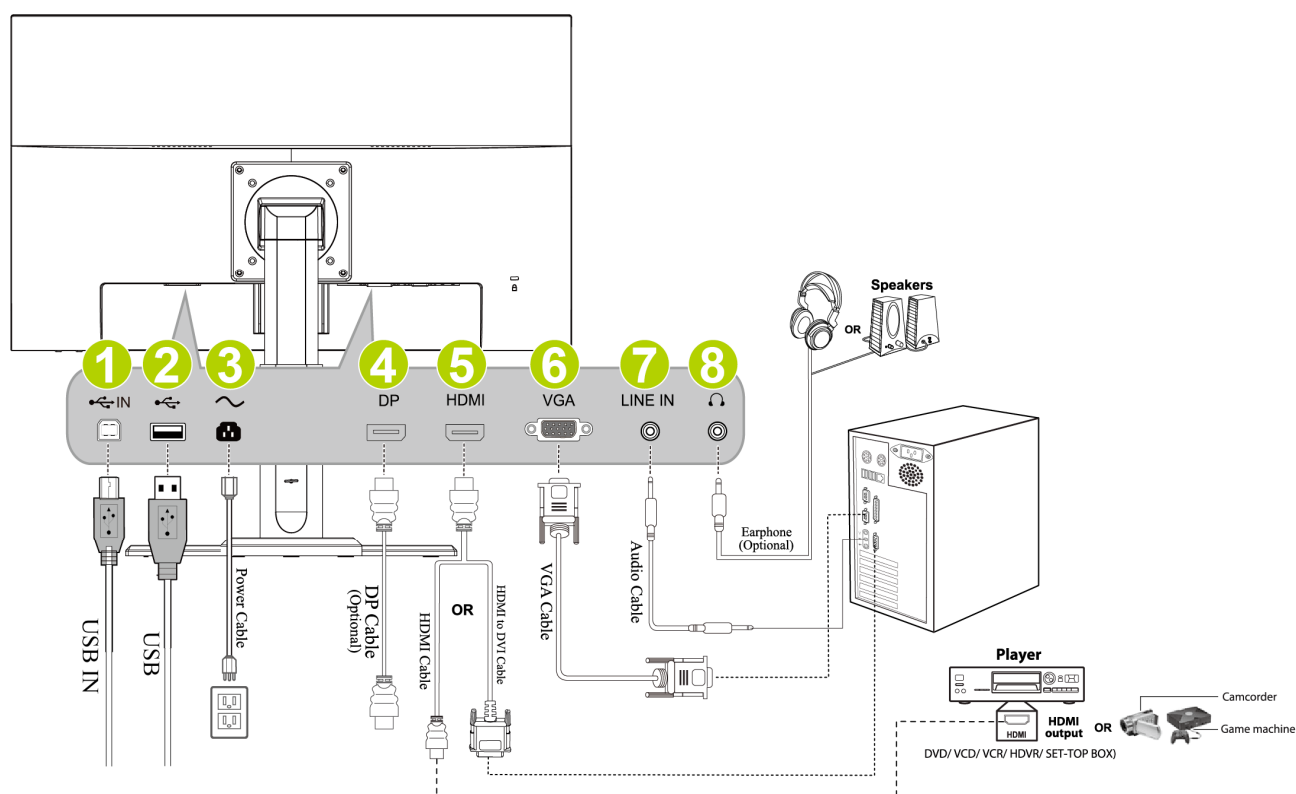 1 2 3 4 5 6 7 8
IN DP HDMI VGA LINE IN
Speakers
OR
Earphone
(Optional)
USB IN
USB
Power Cable
DP Cable
(Optional)
HDMI Cable
OR
HDMI to DVI Cable
VGA Cable
Audio Cable
Player
HDMI
HDMI
output
OR
Camcorder
Game machine
DVD/ VCD/ VCR/ HDVR/ SET-TOP BOX)